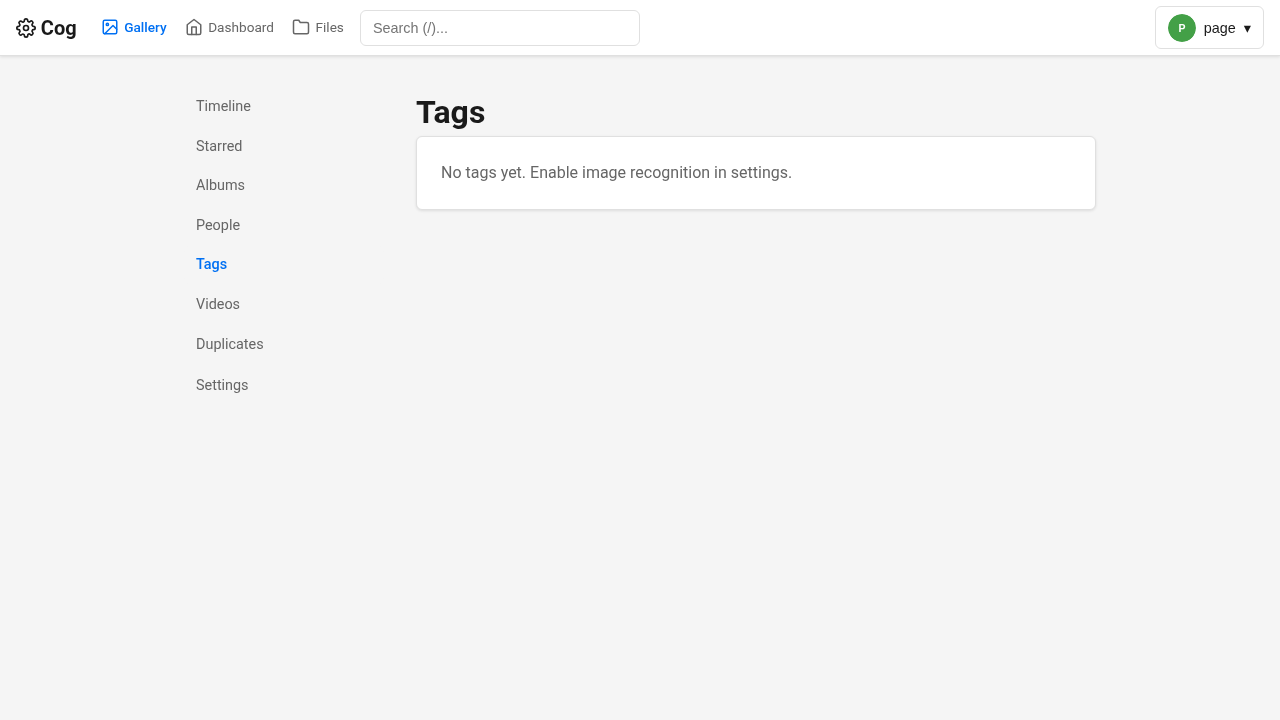 Cog
Gallery
Dashboard
Files
Search (/)...
P
page ▾
Timeline
Starred
Albums
People
Tags
Videos
Duplicates
Settings
Tags
No tags yet. Enable image recognition in settings.